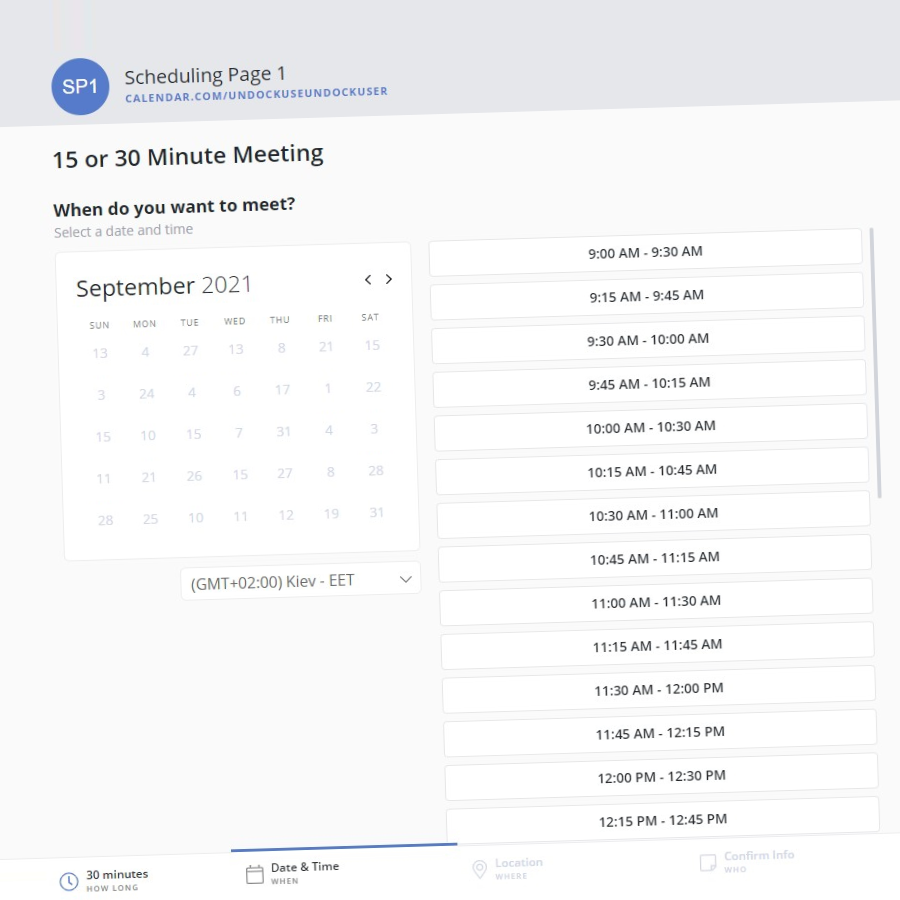 SP1
Scheduling Page 1
CALENDAR.COM/UNDOCKUSEUNDOCKUSER
15 or 30 Minute Meeting
When do you want to meet?
Select a date and time
September 2021
SUN MON TUE WED THU FRI SAT
13 4 27 13 8 21 15
3 24 4 6 17 1 22
15 10 15 7 31 4 3
11 21 26 15 27 8 28
28 25 10 11 12 19 31
(GMT+02:00) Kiev - EET
9:00 AM - 9:30 AM
9:15 AM - 9:45 AM
9:30 AM - 10:00 AM
9:45 AM - 10:15 AM
10:00 AM - 10:30 AM
10:15 AM - 10:45 AM
10:30 AM - 11:00 AM
10:45 AM - 11:15 AM
11:00 AM - 11:30 AM
11:15 AM - 11:45 AM
11:30 AM - 12:00 PM
11:45 AM - 12:15 PM
12:00 PM - 12:30 PM
12:15 PM - 12:45 PM
30 minutes
HOW LONG
Date & Time
WHEN
Location
WHERE
Confirm Info
WHO